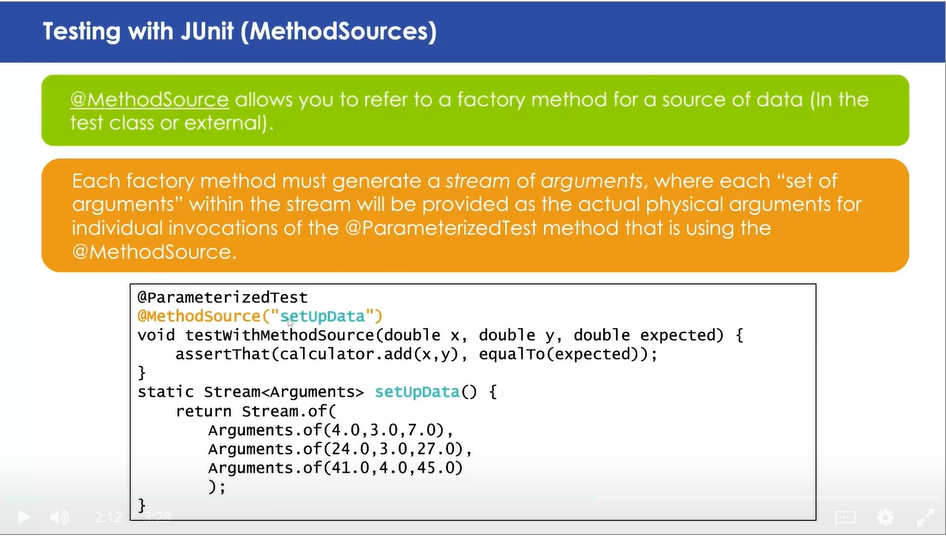 Testing with JUnit (MethodSources)
@MethodSource allows you to refer to a factory method for a source of data (In the
test class or external).
Each factory method must generate a stream of arguments, where each “set of
arguments” within the stream will be provided as the actual physical arguments for
individual invocations of the @ParameterizedTest method that is using the
@MethodSource.
@ParameterizedTest
@MethodSource("setUpData")
void testWithMethodSource(double x, double y, double expected) {
assertThat(calculator.add(x,y), equalTo(expected));
}
static Stream<Arguments> setUpData() {
return Stream.of(
Arguments.of(4.0,3.0,7.0),
Arguments.of(24.0,3.0,27.0),
Arguments.of(41.0,4.0,45.0)
);
}
2:12 / 3:28